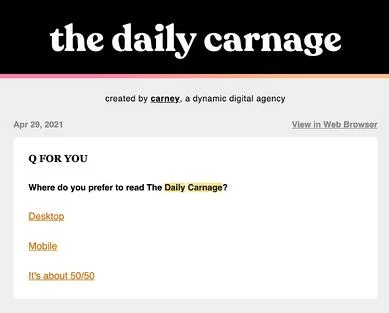 the daily carnage
created by carney, a dynamic digital agency
Apr 29, 2021 View in Web Browser
Q FOR YOU
Where do you prefer to read The Daily Carnage?
Desktop
Mobile
It's about 50/50